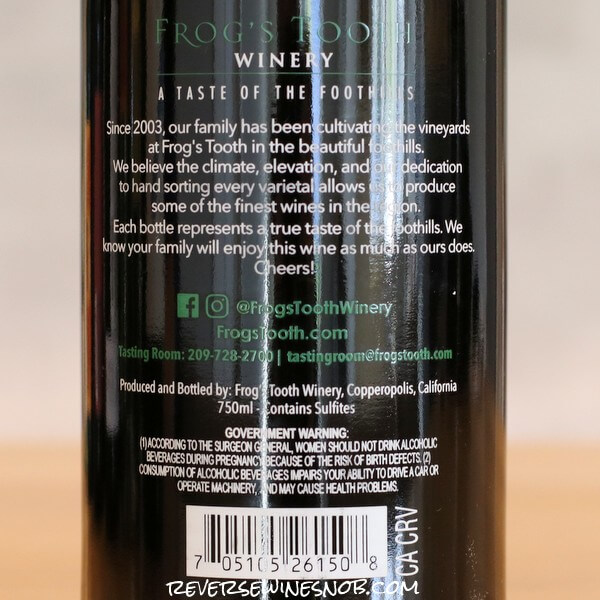 FROG'S TOOTH
WINERY
A TASTE OF THE FOOTHILLS
Since 2003, our family has been cultivating the vineyards
at Frog's Tooth in the beautiful foothills.
We believe the climate, elevation, and our dedication
to hand sorting every varietal allows us to produce
some of the finest wines in the region.
Each bottle represents a true taste of the foothills. We
know your family will enjoy this wine as much as ours does.
Cheers!
@FrogsToothWinery
FrogsTooth.com
Tasting Room: 209-728-2700 | tastingroom@frogstooth.com
Produced and Bottled by: Frog's Tooth Winery, Copperopolis, California
750ml - Contains Sulfites
GOVERNMENT WARNING:
(1) ACCORDING TO THE SURGEON GENERAL, WOMEN SHOULD NOT DRINK ALCOHOLIC
BEVERAGES DURING PREGNANCY BECAUSE OF THE RISK OF BIRTH DEFECTS. (2)
CONSUMPTION OF ALCOHOLIC BEVERAGES IMPAIRS YOUR ABILITY TO DRIVE A CAR OR
OPERATE MACHINERY, AND MAY CAUSE HEALTH PROBLEMS.
7 05105 26150 8
CA CRV
REVERSEWINESNOB.COM